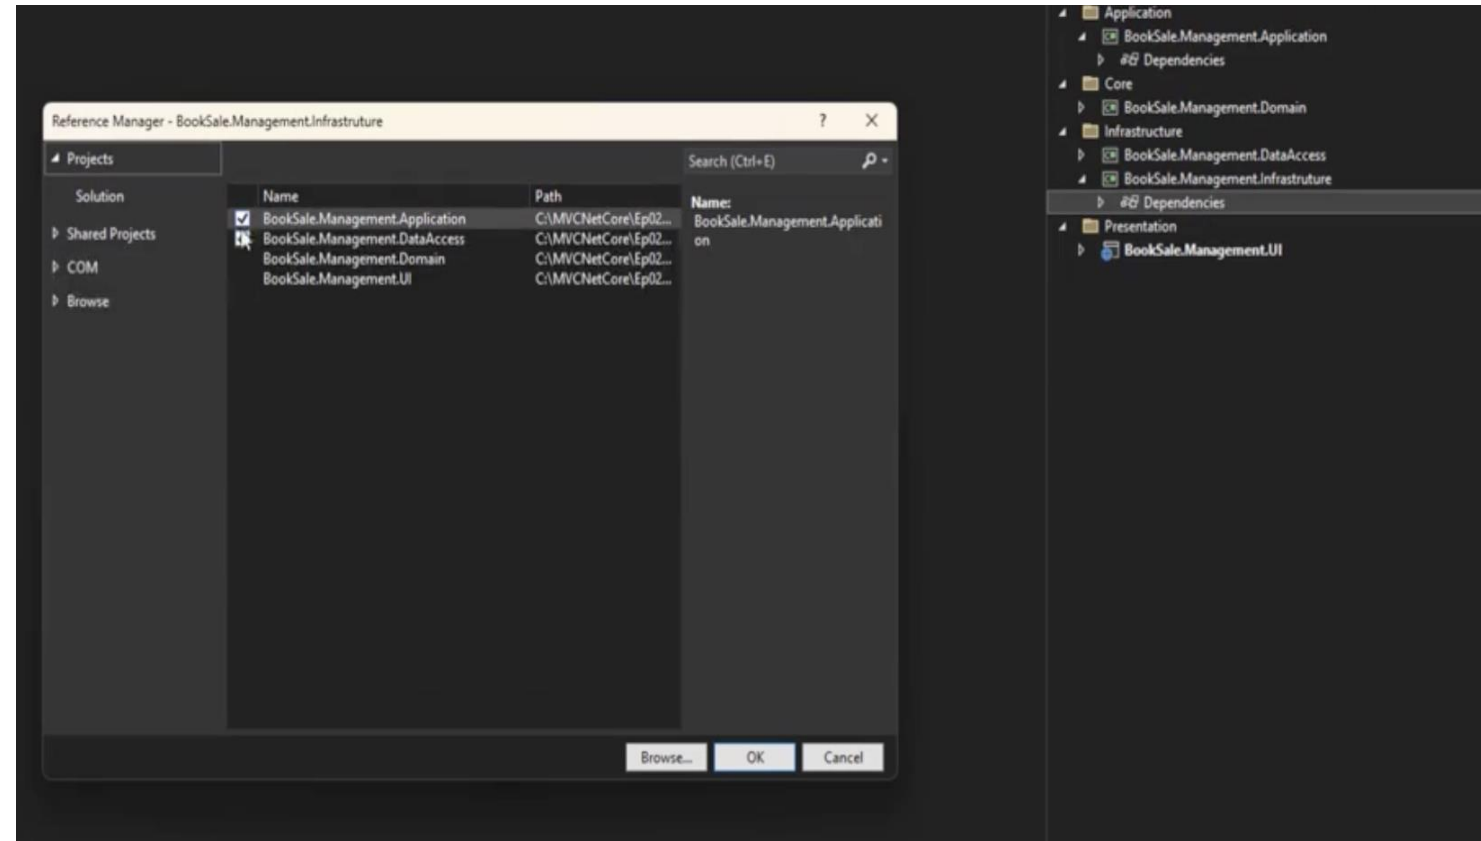 Application
BookSale.Management.Application
Dependencies
Core
BookSale.Management.Domain
Infrastructure
BookSale.Management.DataAccess
BookSale.Management.Infrastruture
Dependencies
Presentation
BookSale.Management.UI
Reference Manager - BookSale.Management.Infrastruture
?
Projects
Solution
Shared Projects
COM
Browse
Search (Ctrl+E)
Name Path
BookSale.Management.Application C:\MVCNetCore\Ep02...
BookSale.Management.DataAccess C:\MVCNetCore\Ep02...
BookSale.Management.Domain C:\MVCNetCore\Ep02...
BookSale.Management.UI C:\MVCNetCore\Ep02...
Name:
BookSale.Management.Applicati
on
Browse... OK Cancel